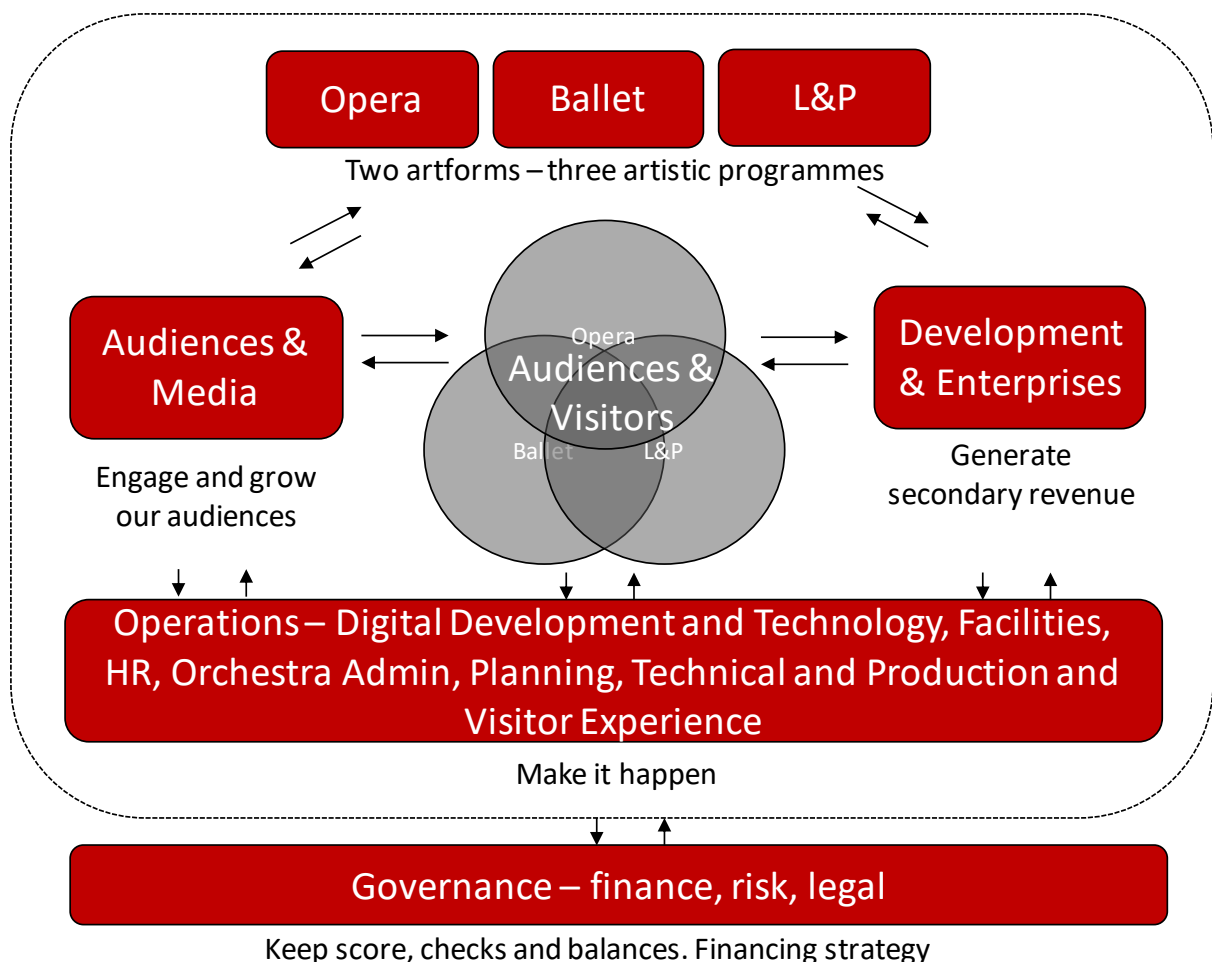 Opera
Ballet
L&P
Two artforms – three artistic programmes
Audiences &
Media
Engage and grow
our audiences
Opera
Audiences &
Visitors
Ballet
L&P
Development
& Enterprises
Generate
secondary revenue
Operations – Digital Development and Technology, Facilities,
HR, Orchestra Admin, Planning, Technical and Production and
Visitor Experience
Make it happen
Governance – finance, risk, legal
Keep score, checks and balances. Financing strategy